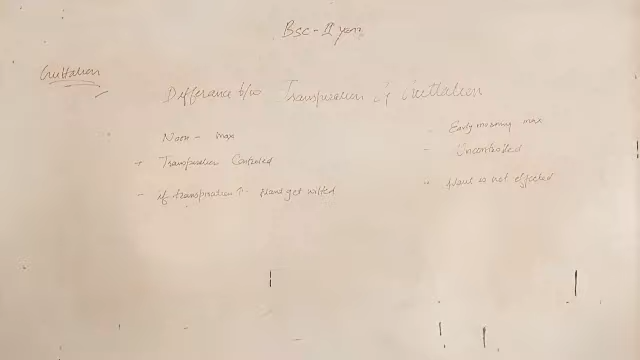 Bsc - II year
Guttation
Difference b/w Transpiration & Guttation
Noon - max
- Early morning max
+ Transpiration Controled
- Uncontrolled
- if transpiration ↑ - Plant get wilted
" Plant is not effected